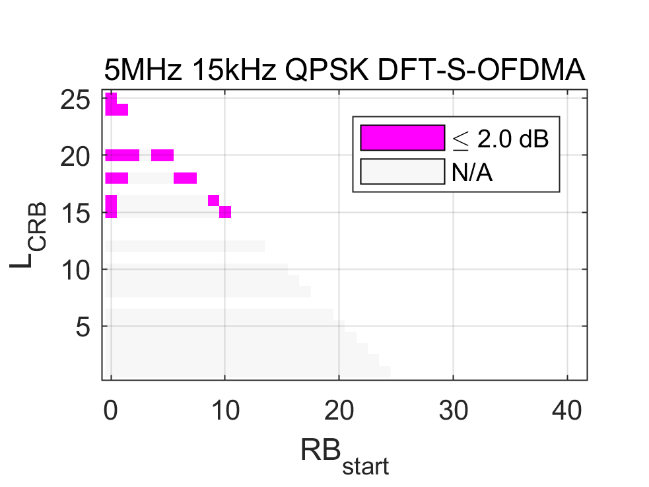 5MHz 15kHz QPSK DFT-S-OFDMA
25
20
15
10
5
L_CRB
≤ 2.0 dB
N/A
0 10 20 30 40
RB_start